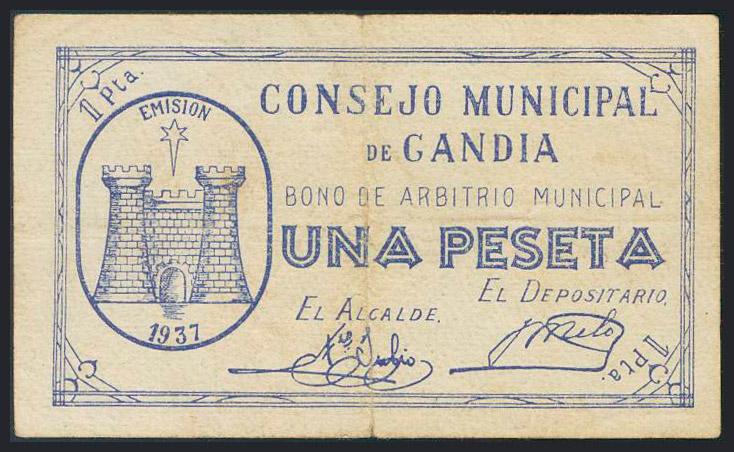 1 Pta.
EMISION
1937
CONSEJO MUNICIPAL
DE GANDIA
BONO DE ARBITRIO MUNICIPAL
UNA PESETA
EL ALCALDE,
EL DEPOSITARIO,
1 Pta.